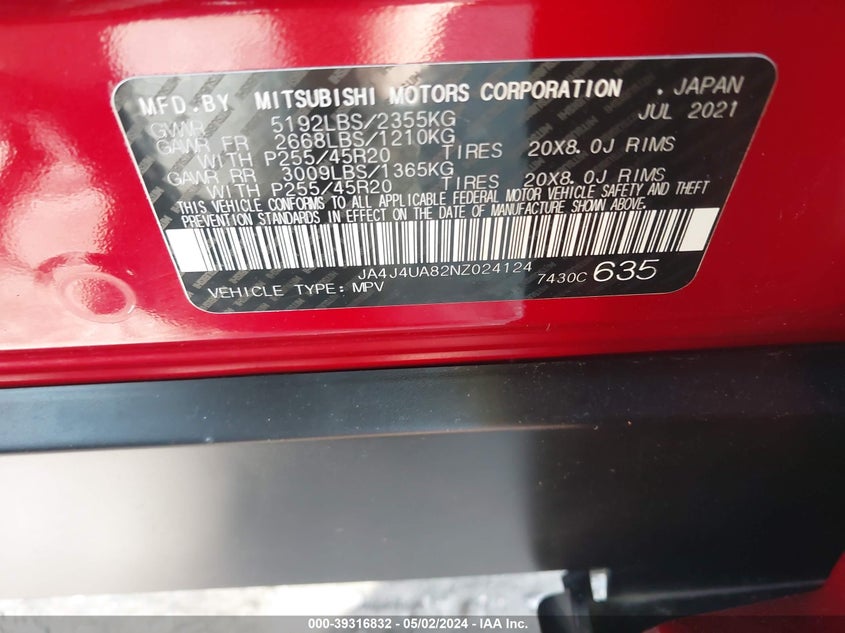 MFD.BY MITSUBISHI MOTORS CORPORATION . JAPAN
JUL 2021
GVWR 5192LBS/2355KG
GAWR FR 2668LBS/1210KG
WITH P255/45R20 TIRES 20X8.0J RIMS
GAWR RR 3009LBS/1365KG
WITH P255/45R20 TIRES 20X8.0J RIMS
THIS VEHICLE CONFORMS TO ALL APPLICABLE FEDERAL MOTOR VEHICLE SAFETY AND THEFT
PREVENTION STANDARDS IN EFFECT ON THE DATE OF MANUFACTURE SHOWN ABOVE.
JA4J4UA82NZ024124
7430C 635
VEHICLE TYPE: MPV
000-39316832 - 05/02/2024 - IAA Inc.